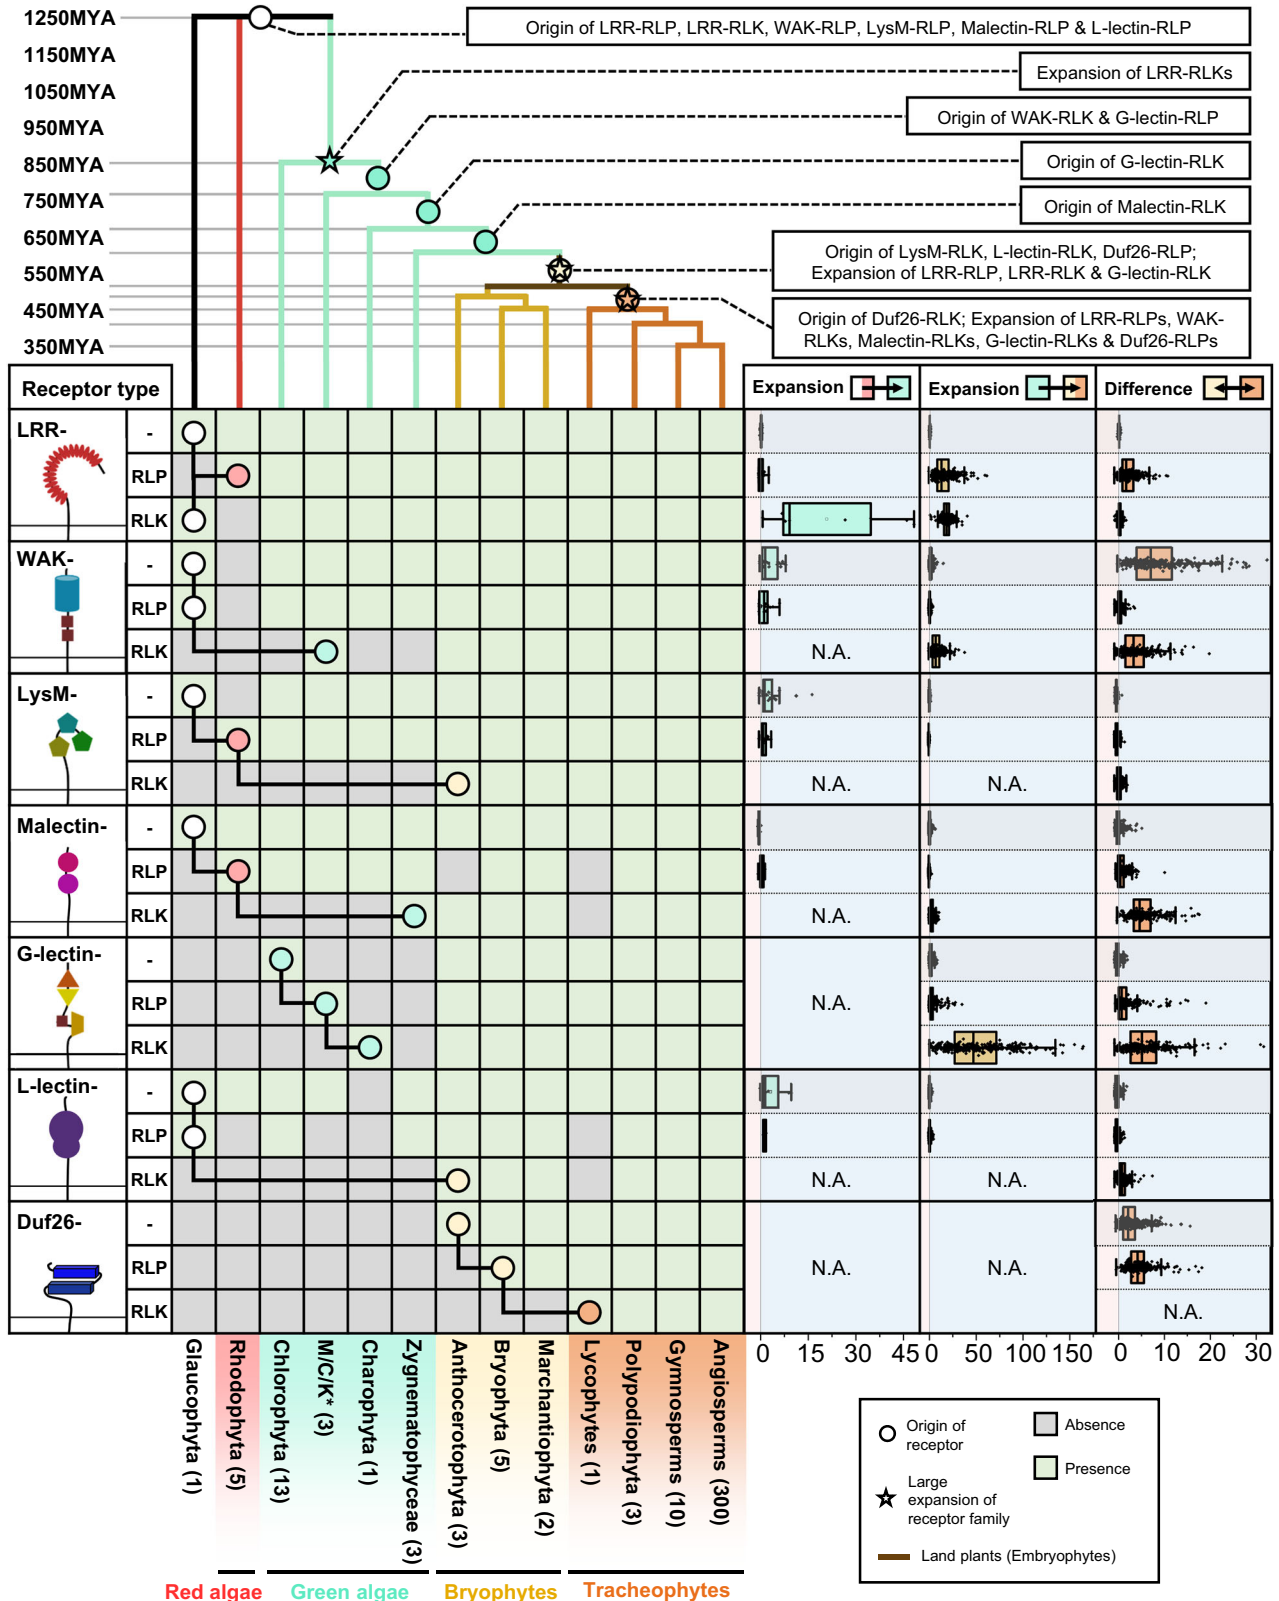 1250MYA
1150MYA
1050MYA
950MYA
850MYA
750MYA
650MYA
550MYA
450MYA
350MYA
Origin of LRR-RLP, LRR-RLK, WAK-RLP, LysM-RLP, Malectin-RLP & L-lectin-RLP
Expansion of LRR-RLKs
Origin of WAK-RLK & G-lectin-RLP
Origin of G-lectin-RLK
Origin of Malectin-RLK
Origin of LysM-RLK, L-lectin-RLK, Duf26-RLP;
Expansion of LRR-RLP, LRR-RLK & G-lectin-RLK
Origin of Duf26-RLK; Expansion of LRR-RLPs, WAK-
RLKs, Malectin-RLKs, G-lectin-RLKs & Duf26-RLPs
Receptor type
Expansion
Expansion
Difference
LRR-
-
RLP
RLK
WAK-
-
RLP
RLK
N.A.
LysM-
-
RLP
RLK
N.A.
N.A.
Malectin-
-
RLP
RLK
N.A.
G-lectin-
-
RLP
N.A.
RLK
L-lectin-
-
RLP
RLK
N.A.
N.A.
Duf26-
-
RLP
N.A.
N.A.
RLK
N.A.
0 15 30 45
0 50 100 150
0 10 20 30
Glaucophyta (1)
Rhodophyta (5)
Chlorophyta (13)
M/C/K* (3)
Charophyta (1)
Zygnematophyceae (3)
Anthocerotophyta (3)
Bryophyta (5)
Marchantiophyta (2)
Lycophytes (1)
Polypodiophyta (3)
Gymnosperms (10)
Angiosperms (300)
Red algae
Green algae
Bryophytes
Tracheophytes
Origin of
receptor
Absence
Presence
Large
expansion of
receptor family
Land plants (Embryophytes)